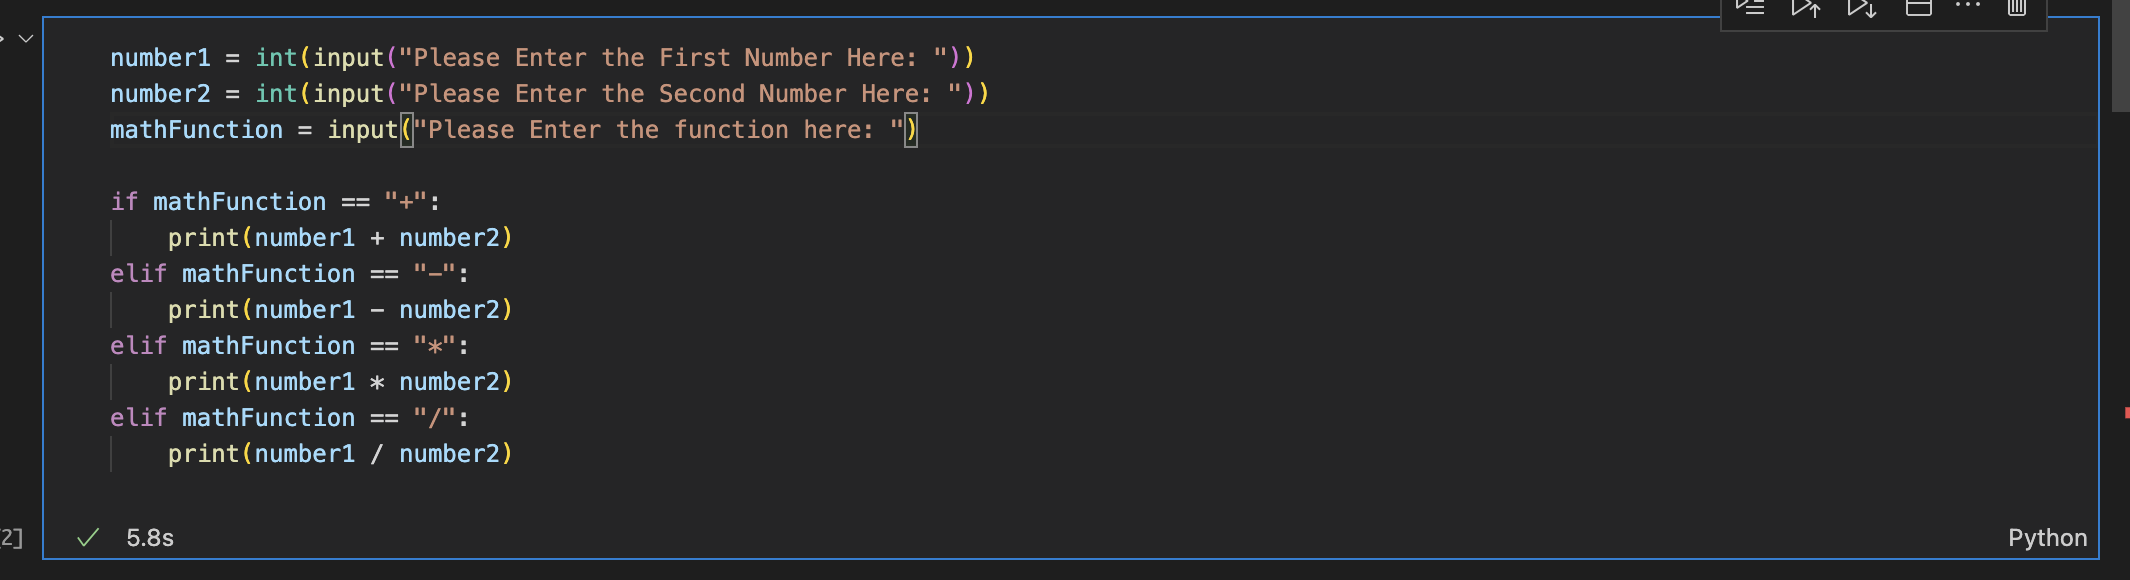 number1 = int(input("Please Enter the First Number Here: "))
number2 = int(input("Please Enter the Second Number Here: "))
mathFunction = input("Please Enter the function here: ")
if mathFunction == "+":
    print(number1 + number2)
elif mathFunction == "-":
    print(number1 - number2)
elif mathFunction == "*":
    print(number1 * number2)
elif mathFunction == "/":
    print(number1 / number2)
2] 5.8s Python